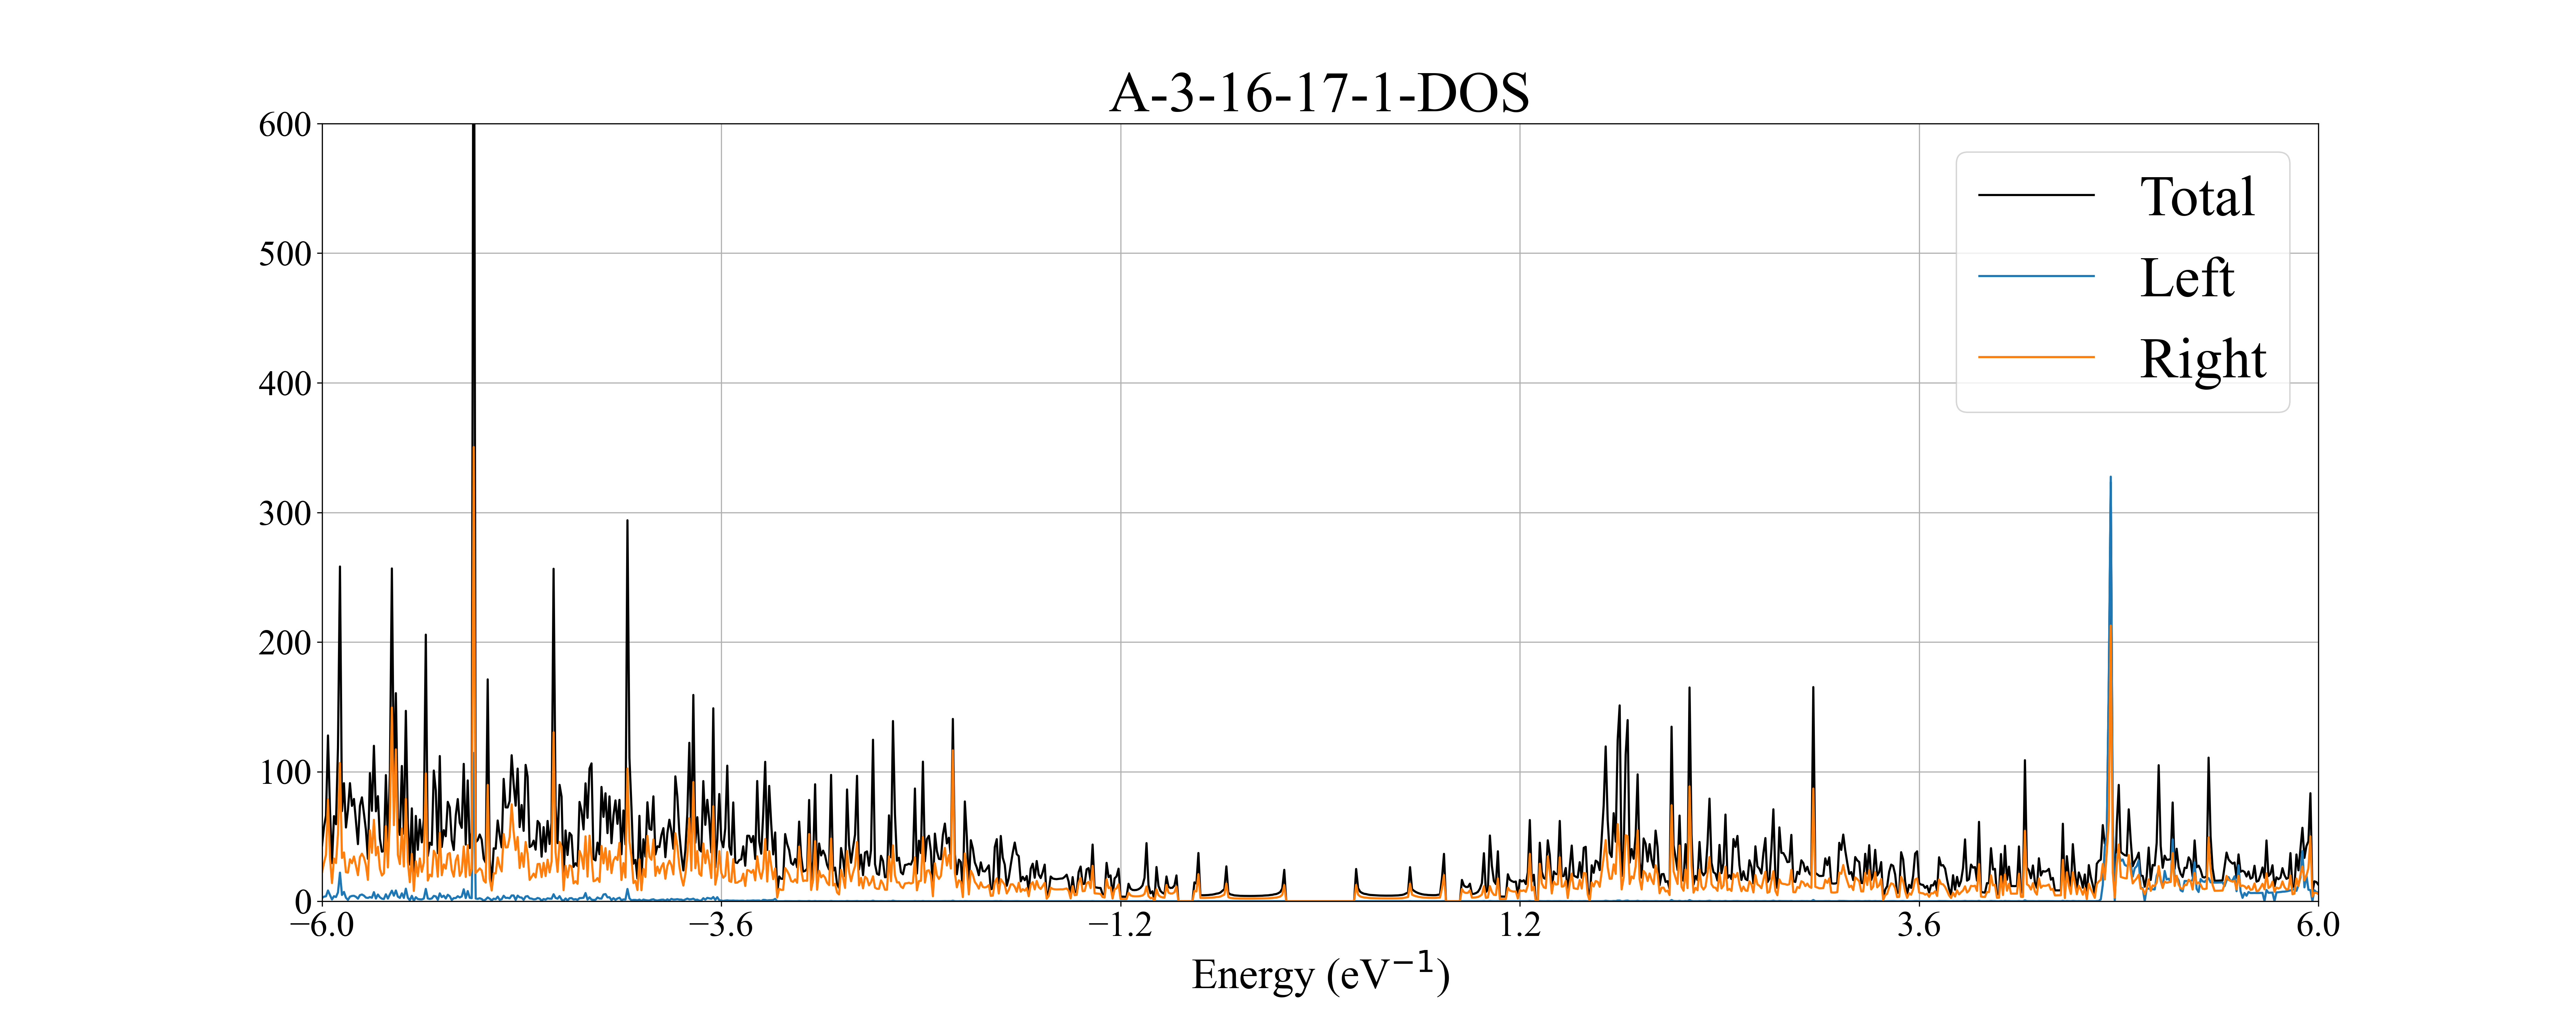 A-3-16-17-1-DOS
600
500
400
300
200
100
0
Total
Left
Right
−6.0 −3.6 −1.2 1.2 3.6 6.0
Energy (eV⁻¹)